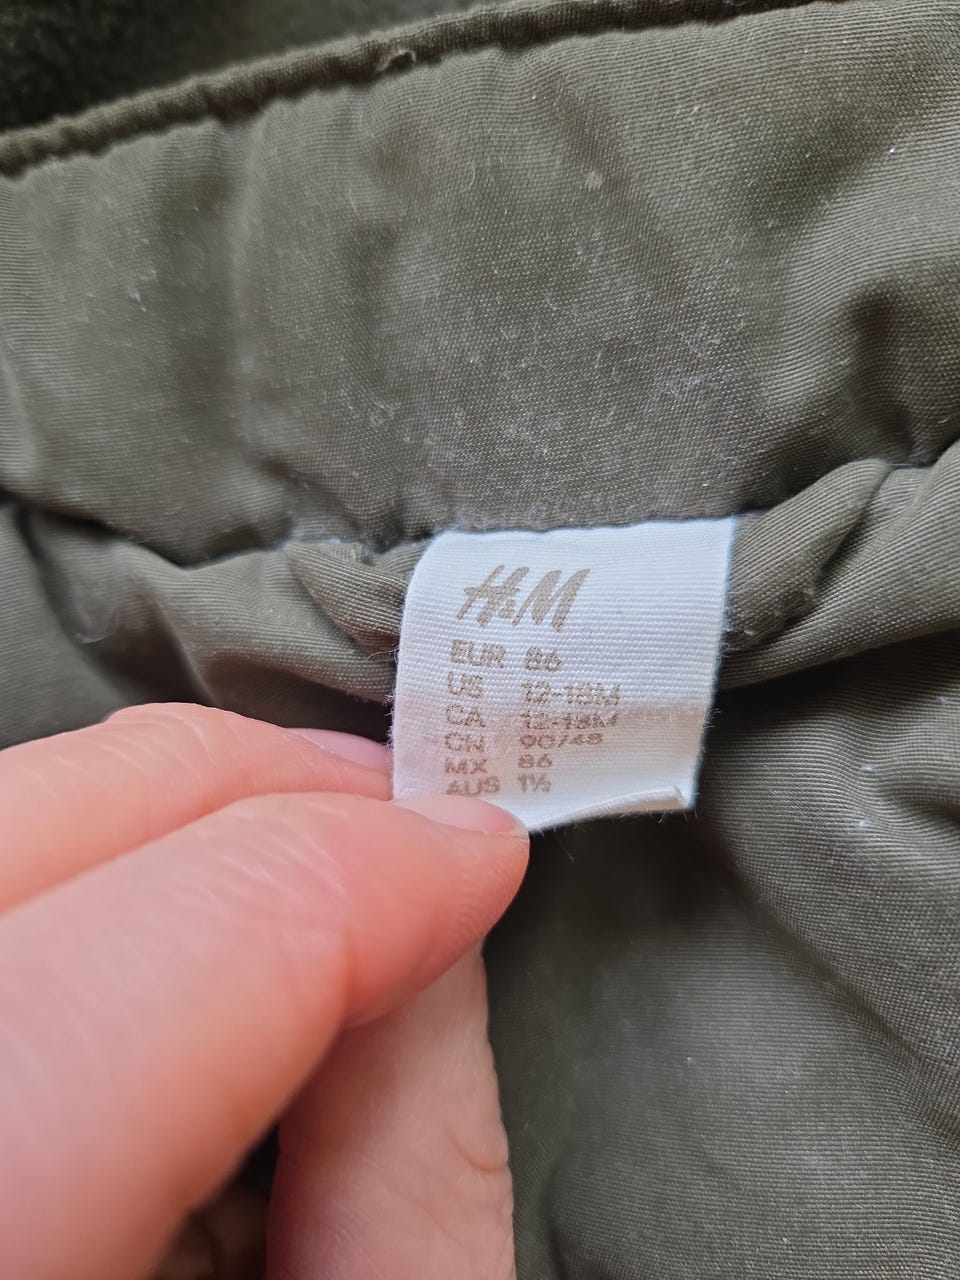 H&M
EUR 86
US 12-18M
CA 12-18M
CN 90/48
MX 86
AUS 1½